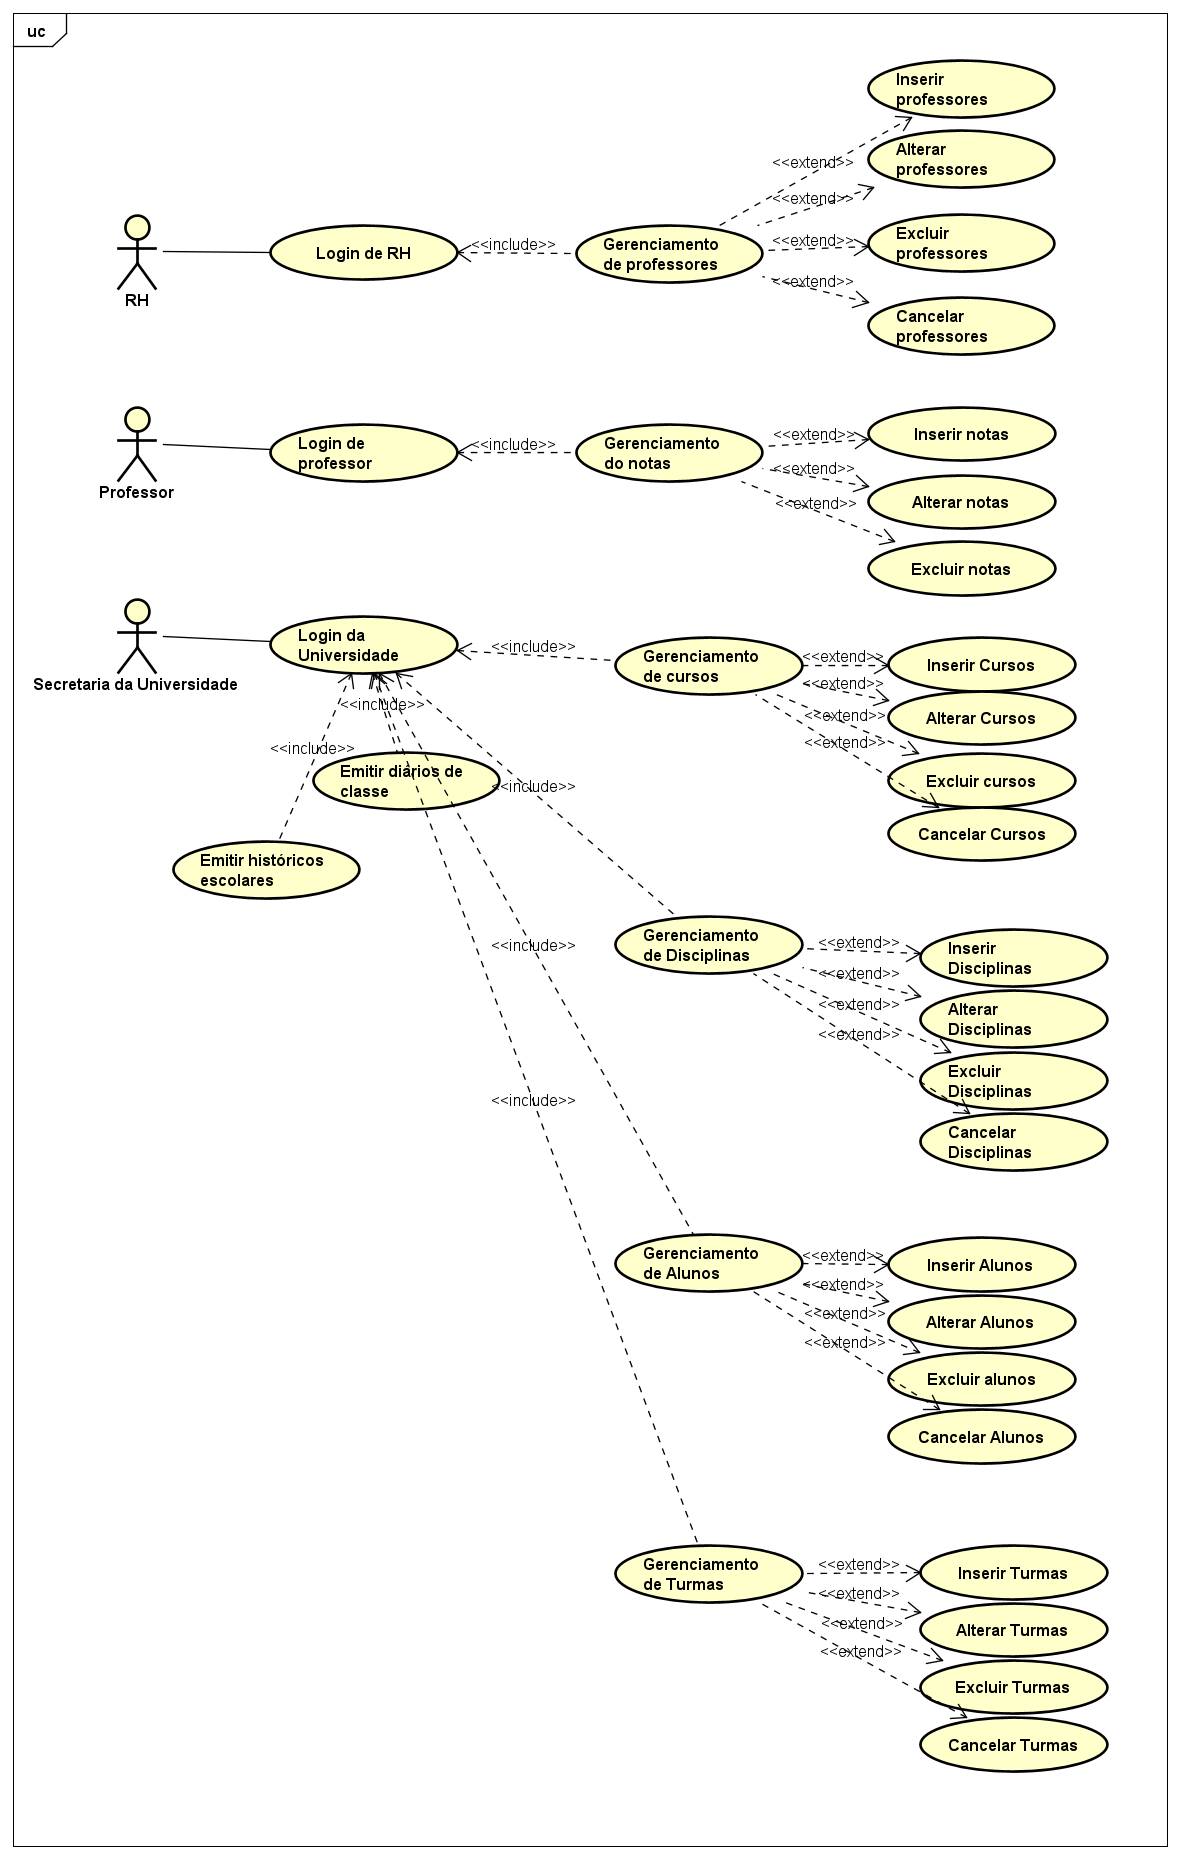 uc
Inserir
professores
<<extend>>
Alterar
professores
<<extend>>
RH
Login de RH
<<include>>
Gerenciamento
de professores
<<extend>>
Excluir
professores
<<extend>>
Cancelar
professores
Professor
Login de
professor
<<include>>
Gerenciamento
do notas
<<extend>>
Inserir notas
<<extend>>
Alterar notas
<<extend>>
Excluir notas
Secretaria da Universidade
Login da
Universidade
<<include>>
Gerenciamento
de cursos
<<extend>>
Inserir Cursos
<<extend>>
Alterar Cursos
<<extend>>
Excluir cursos
<<extend>>
Cancelar Cursos
<<include>>
<<include>>
Emitir diários de
classe
<<include>>
Emitir históricos
escolares
<<include>>
Gerenciamento
de Disciplinas
<<extend>>
Inserir
Disciplinas
<<extend>>
Alterar
Disciplinas
<<extend>>
Excluir
Disciplinas
<<extend>>
Cancelar
Disciplinas
<<include>>
Gerenciamento
de Alunos
<<extend>>
Inserir Alunos
<<extend>>
Alterar Alunos
<<extend>>
Excluir alunos
<<extend>>
Cancelar Alunos
Gerenciamento
de Turmas
<<extend>>
Inserir Turmas
<<extend>>
Alterar Turmas
<<extend>>
Excluir Turmas
<<extend>>
Cancelar Turmas